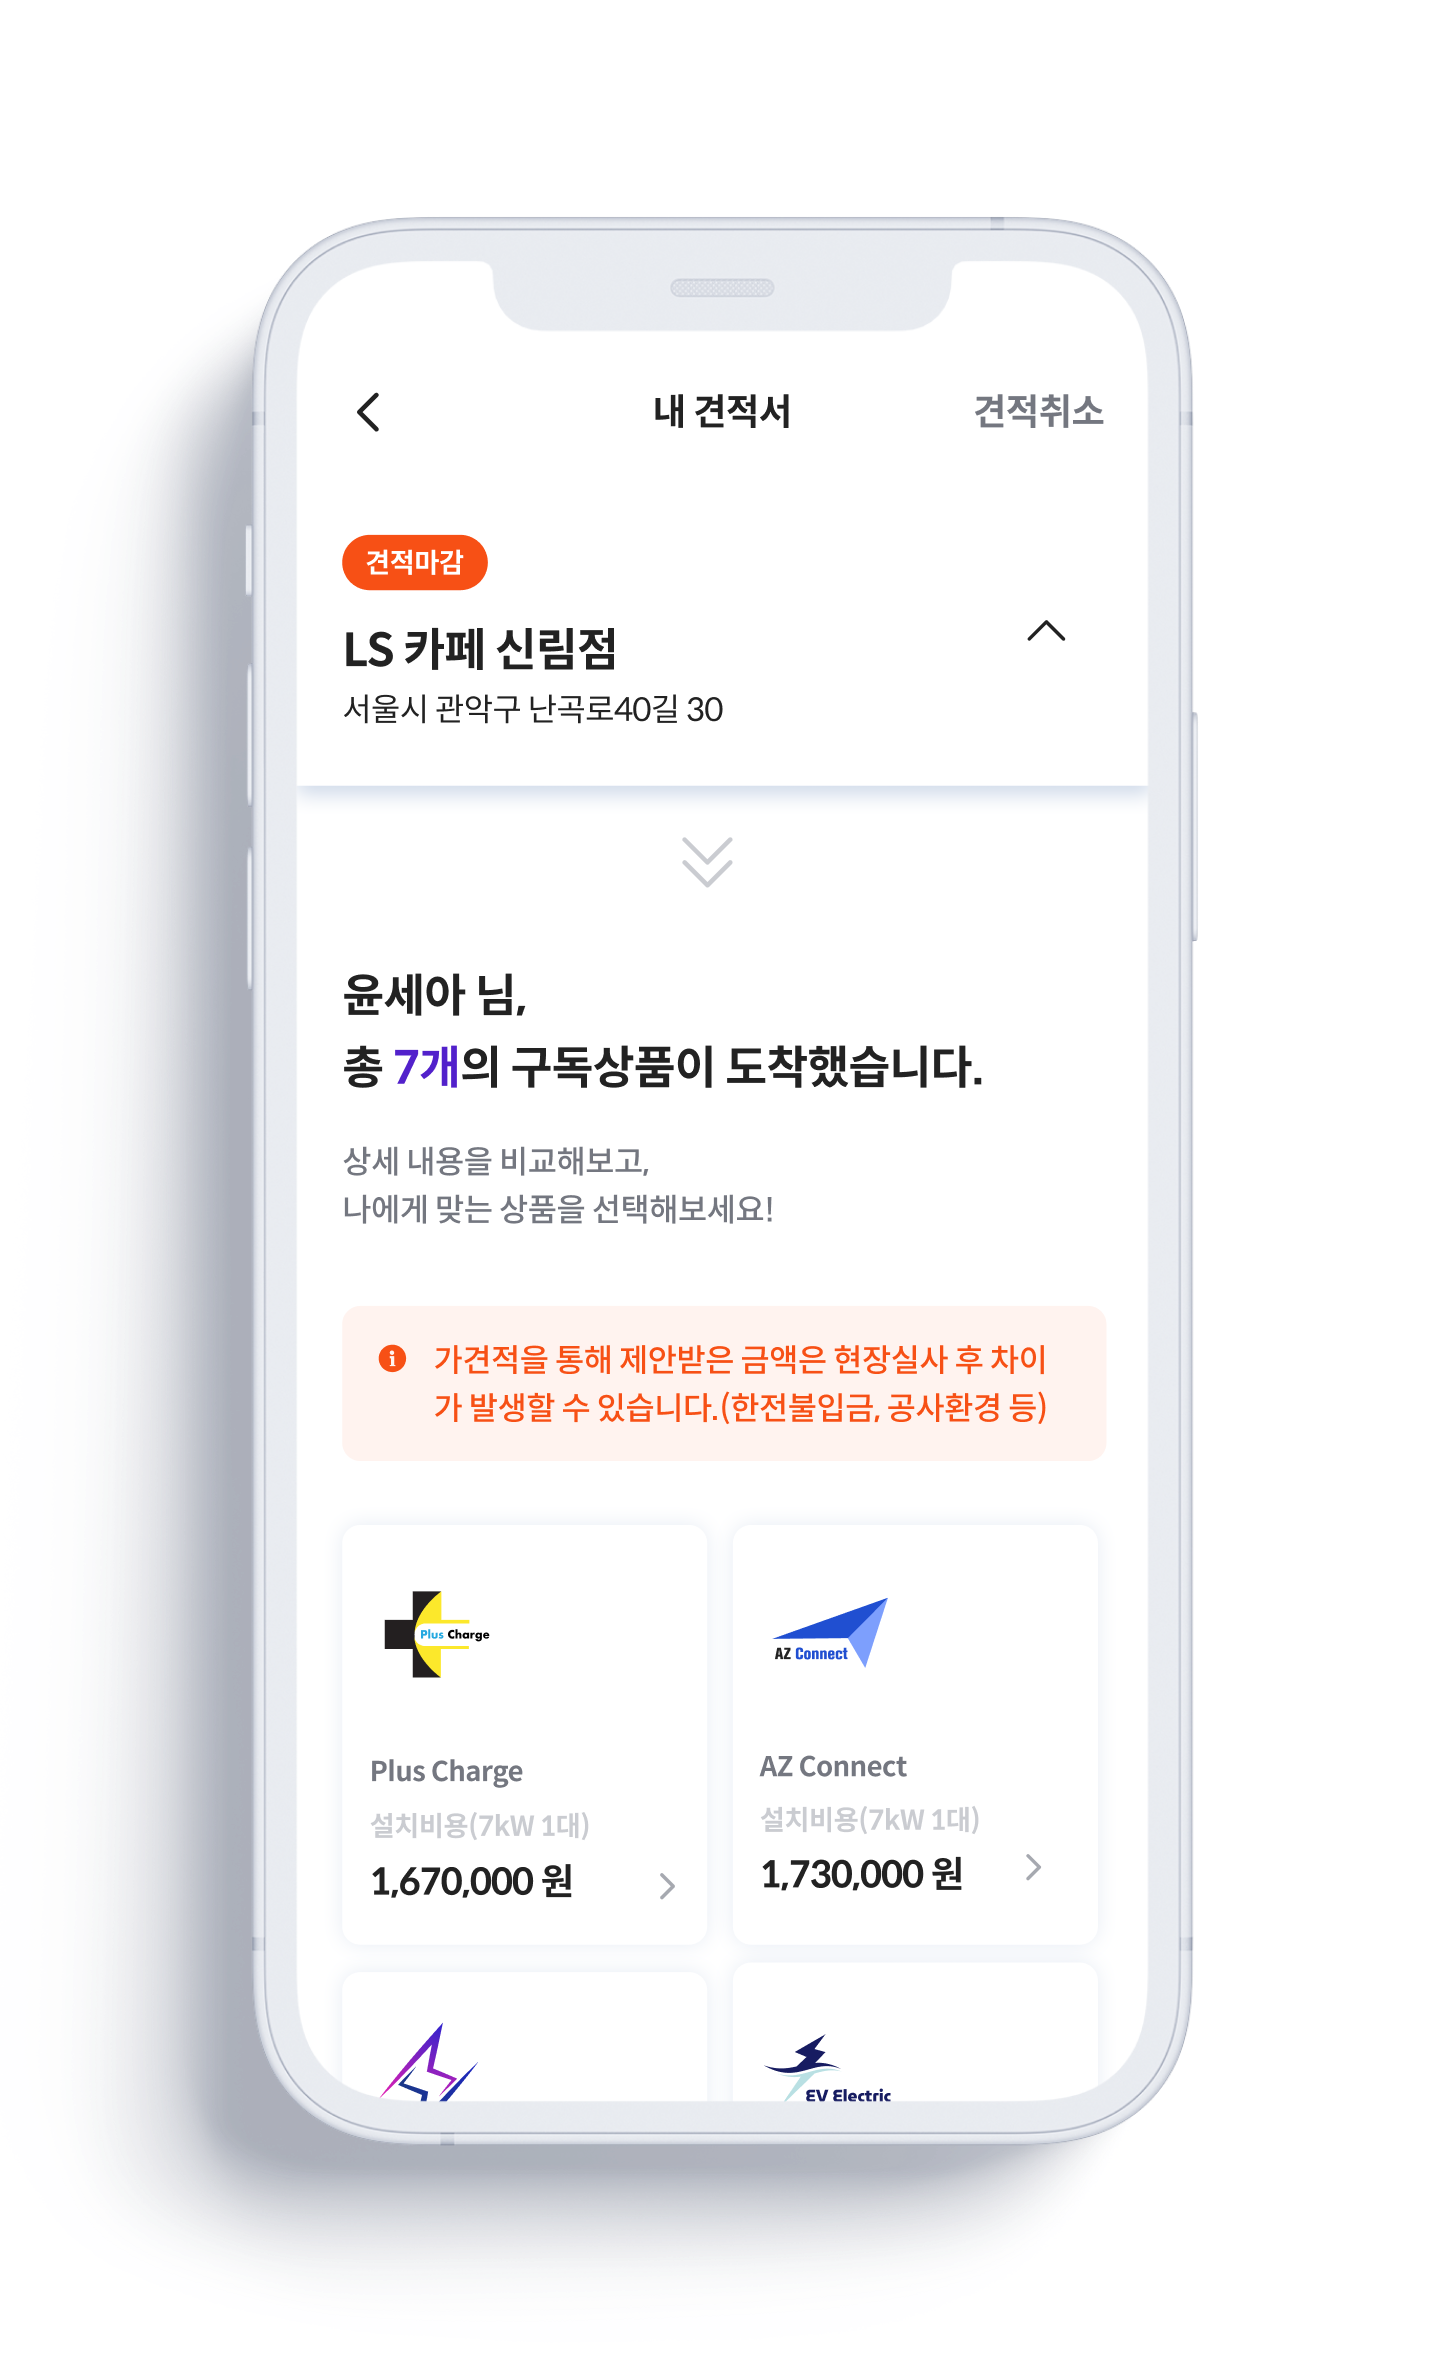 내 견적서
견적취소
견적마감
LS 카페 신림점
서울시 관악구 난곡로40길 30
윤세아 님,
총 7개의 구독상품이 도착했습니다.
상세 내용을 비교해보고,
나에게 맞는 상품을 선택해보세요!
가견적을 통해 제안받은 금액은 현장실사 후 차이
가 발생할 수 있습니다.(한전불입금, 공사환경 등)
Plus Charge
Plus Charge
설치비용(7kW 1대)
1,670,000 원
AZ Connect
AZ Connect
설치비용(7kW 1대)
1,730,000 원
EV Electric